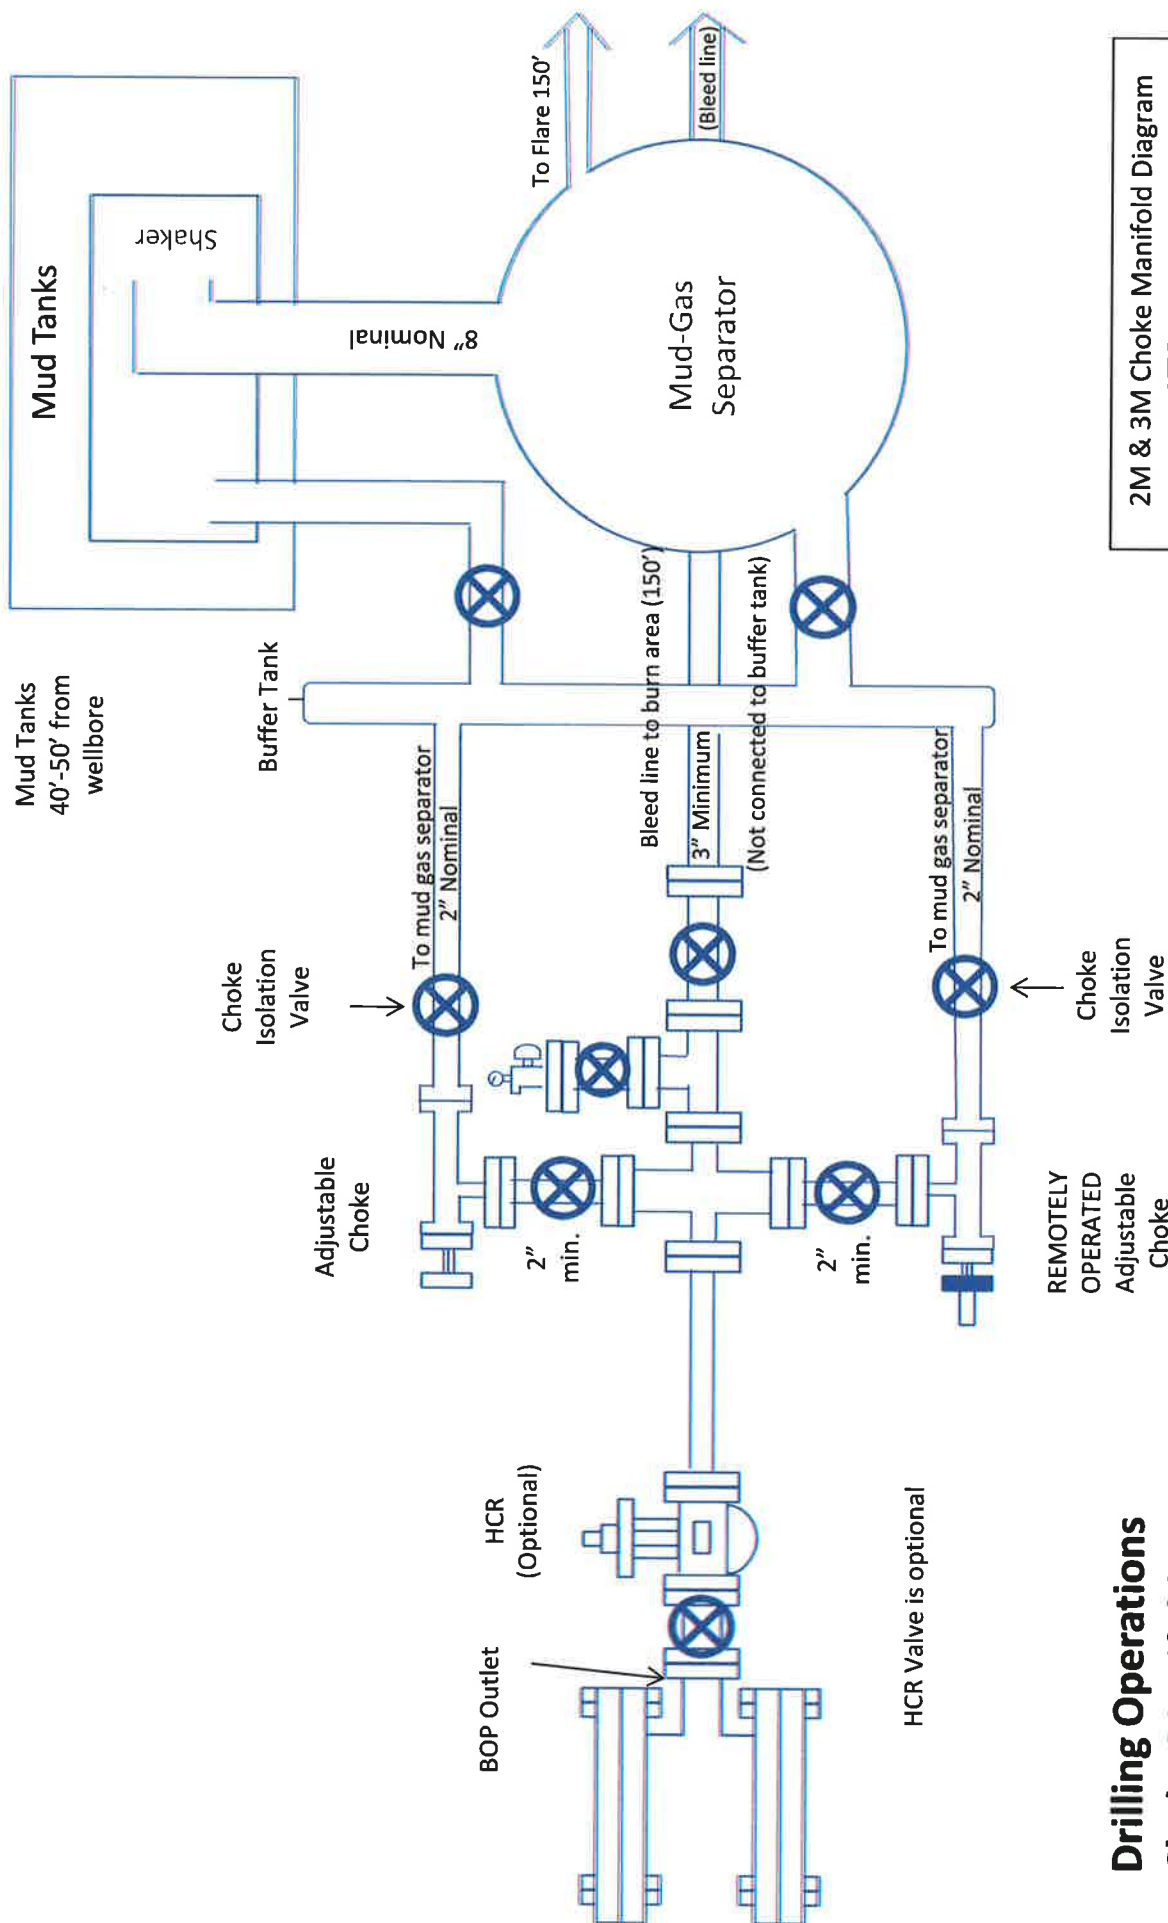 Mud Tanks
40'-50' from
wellbore
Mud Tanks
Shaker
8" Nominal
Buffer Tank
To Flare 150'
(Bleed line)
Mud-Gas
Separator
Choke
Isolation
Valve
To mud gas separator
2" Nominal
Bleed line to burn area (150')
3" Minimum
(Not connected to buffer tank)
Adjustable
Choke
2"
min.
2"
min.
To mud gas separator
2" Nominal
Choke
Isolation
Valve
REMOTELY
OPERATED
Adjustable
Choke
HCR
(Optional)
BOP Outlet
HCR Valve is optional
2M & 3M Choke Manifold Diagram
Drilling Operations